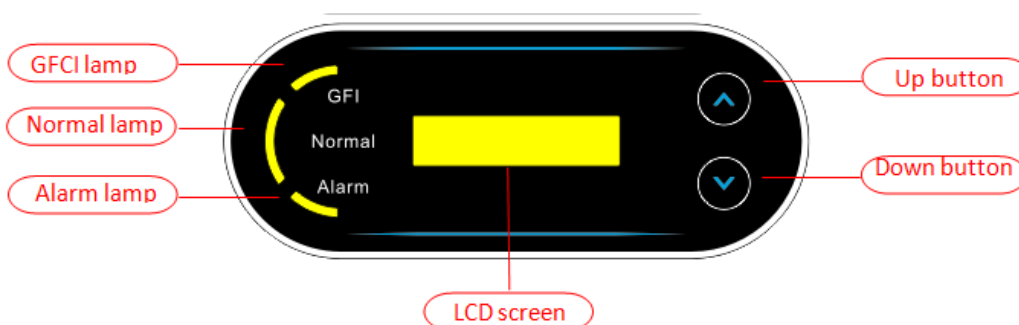 GFCI lamp
Up button
GFI
Normal lamp
Normal
Down button
Alarm lamp
Alarm
LCD screen